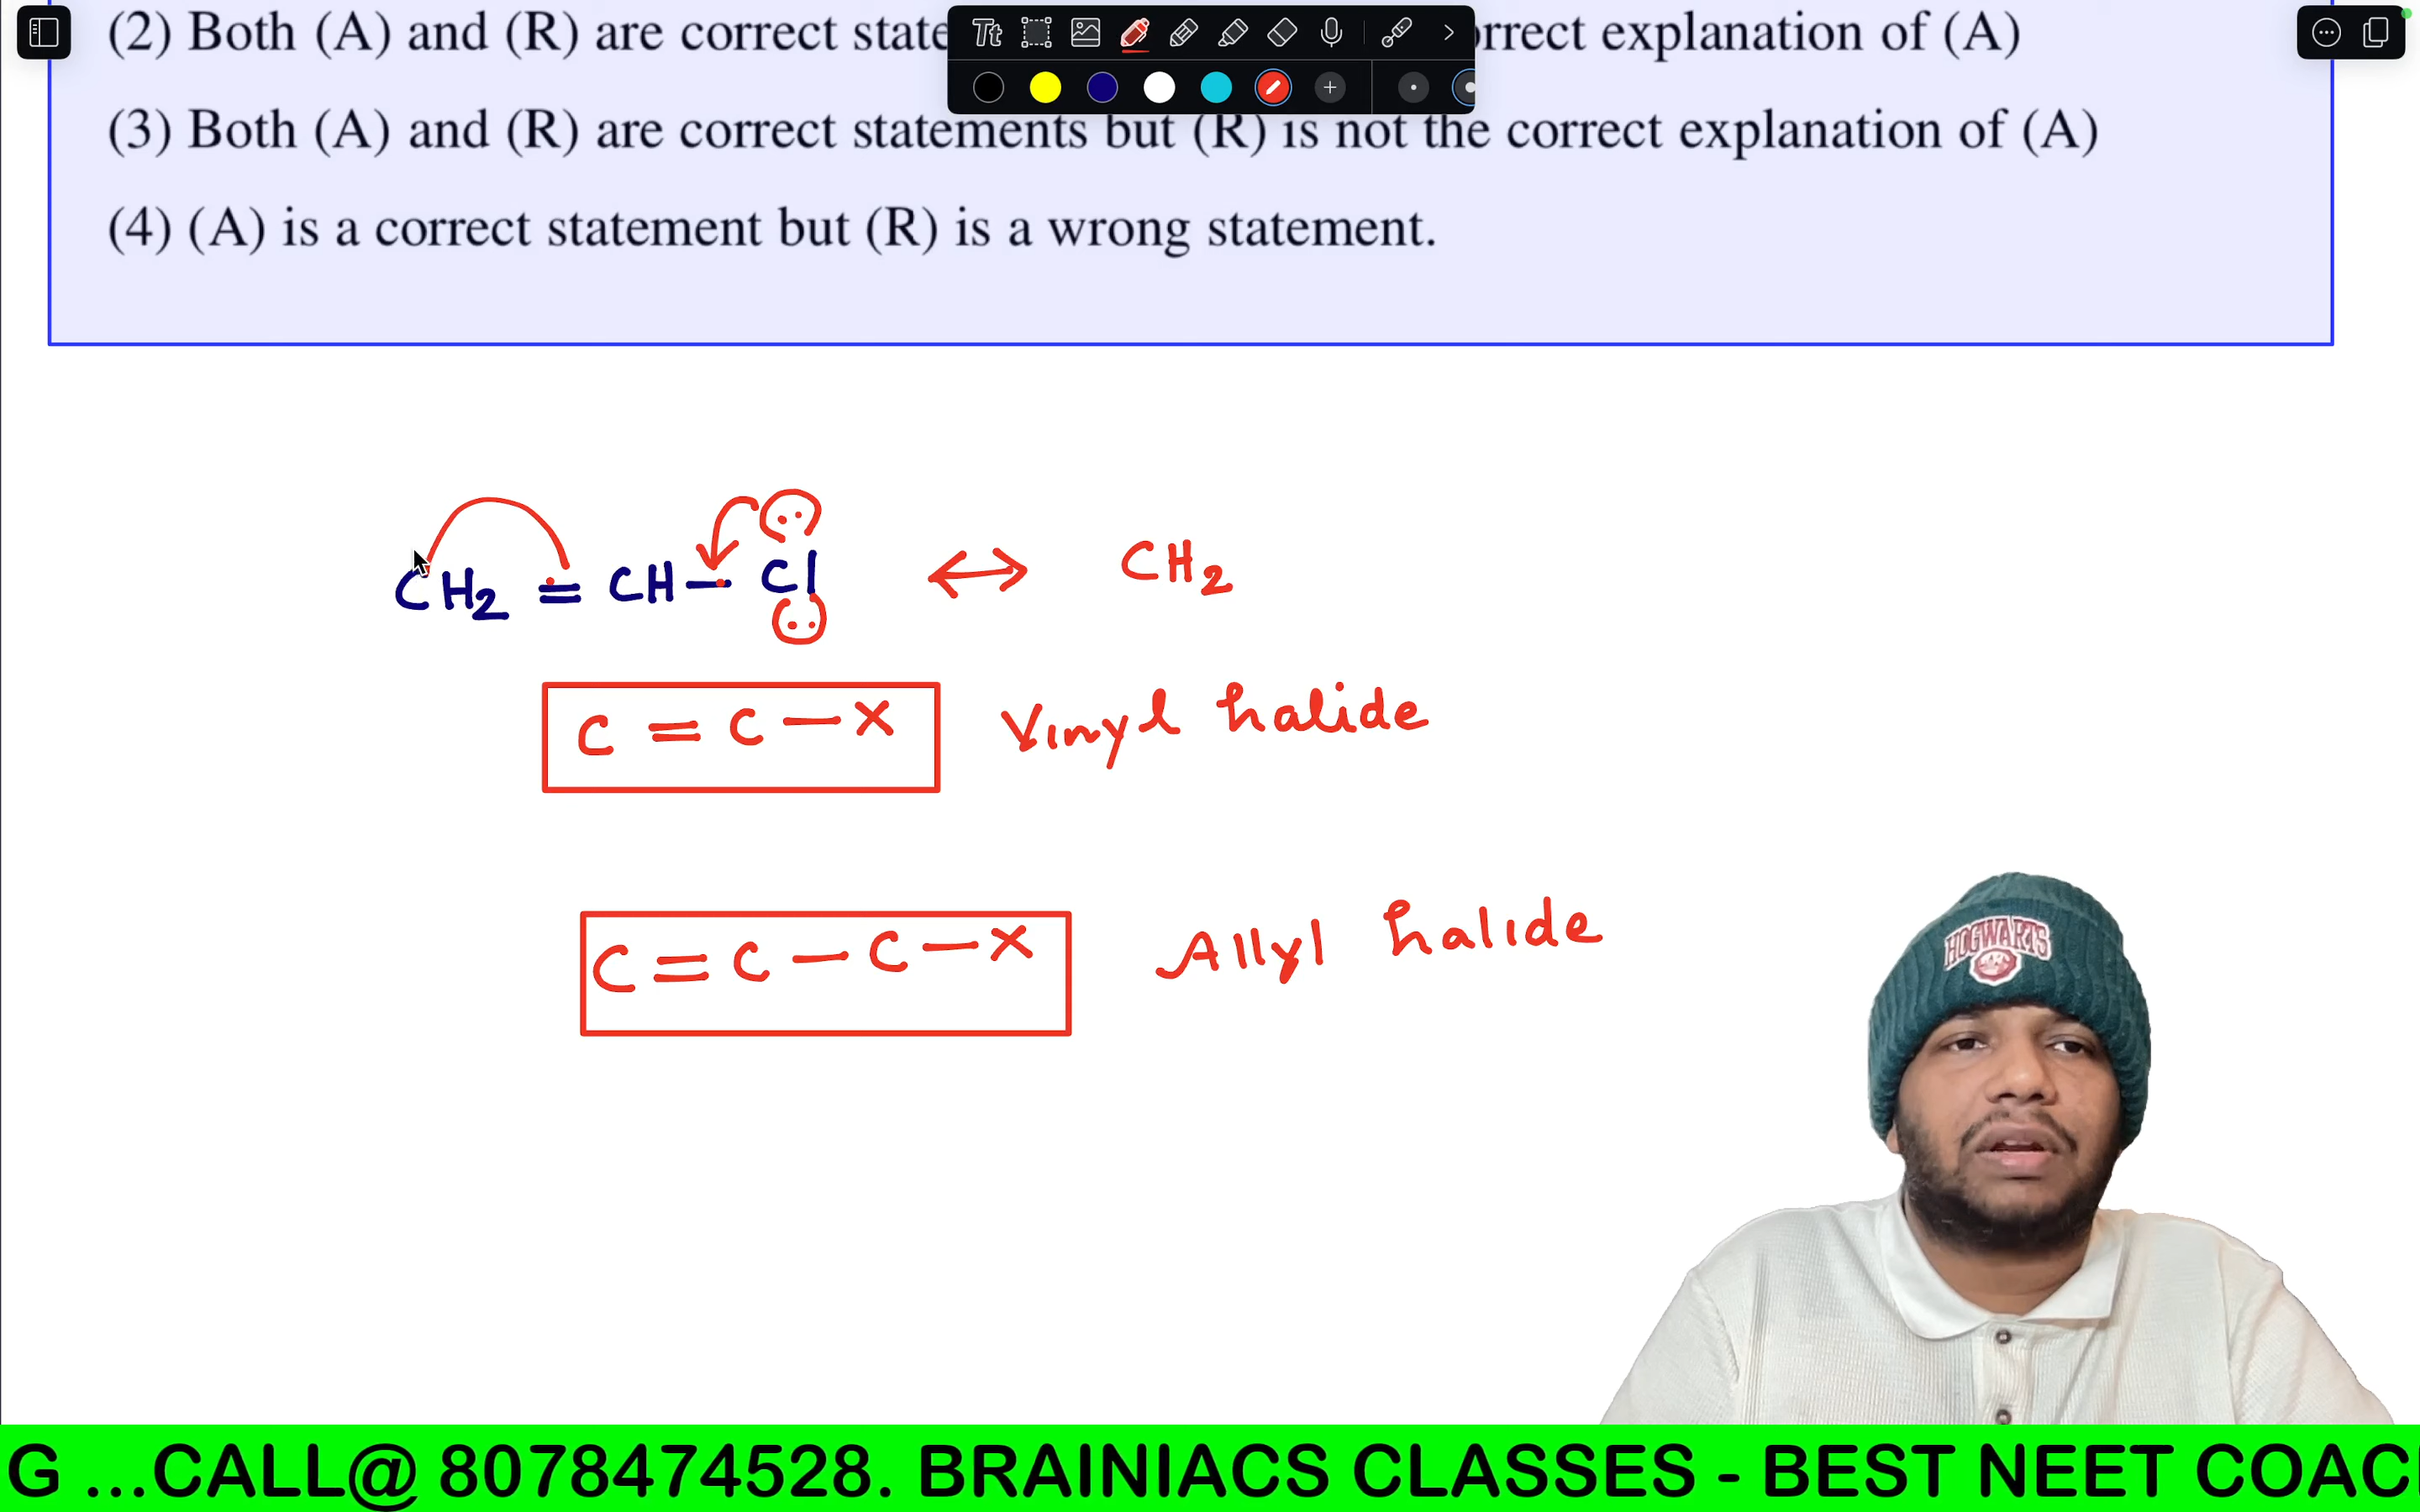 (2) Both (A) and (R) are correct state rrect explanation of (A)
(3) Both (A) and (R) are correct statements but (R) is not the correct explanation of (A)
(4) (A) is a correct statement but (R) is a wrong statement.
CH2 = CH - Cl ↔ CH2
C = C - X Vinyl halide
C = C - C - X Allyl halide
HOGWARTS
G ...CALL@ 8078474528. BRAINIACS CLASSES - BEST NEET COAC